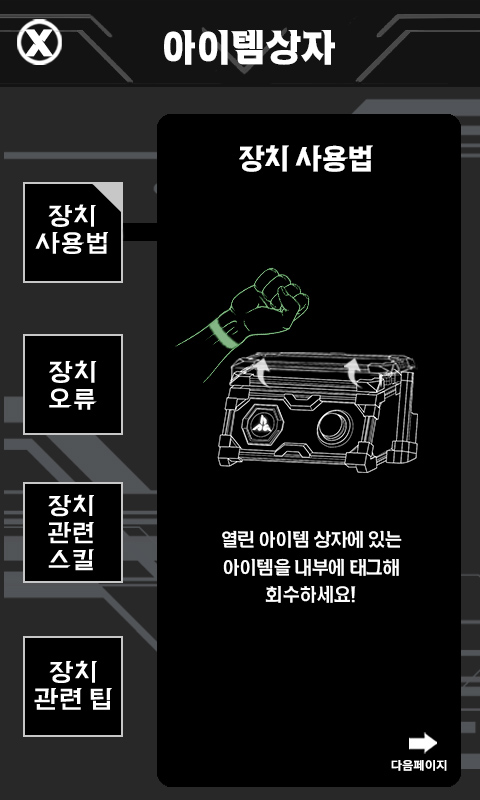 X
아이템상자
장치 사용법
장치
사용법
장치
오류
장치
관련
스킬
장치
관련 팁
열린 아이템 상자에 있는
아이템을 내부에 태그해
회수하세요!
다음페이지